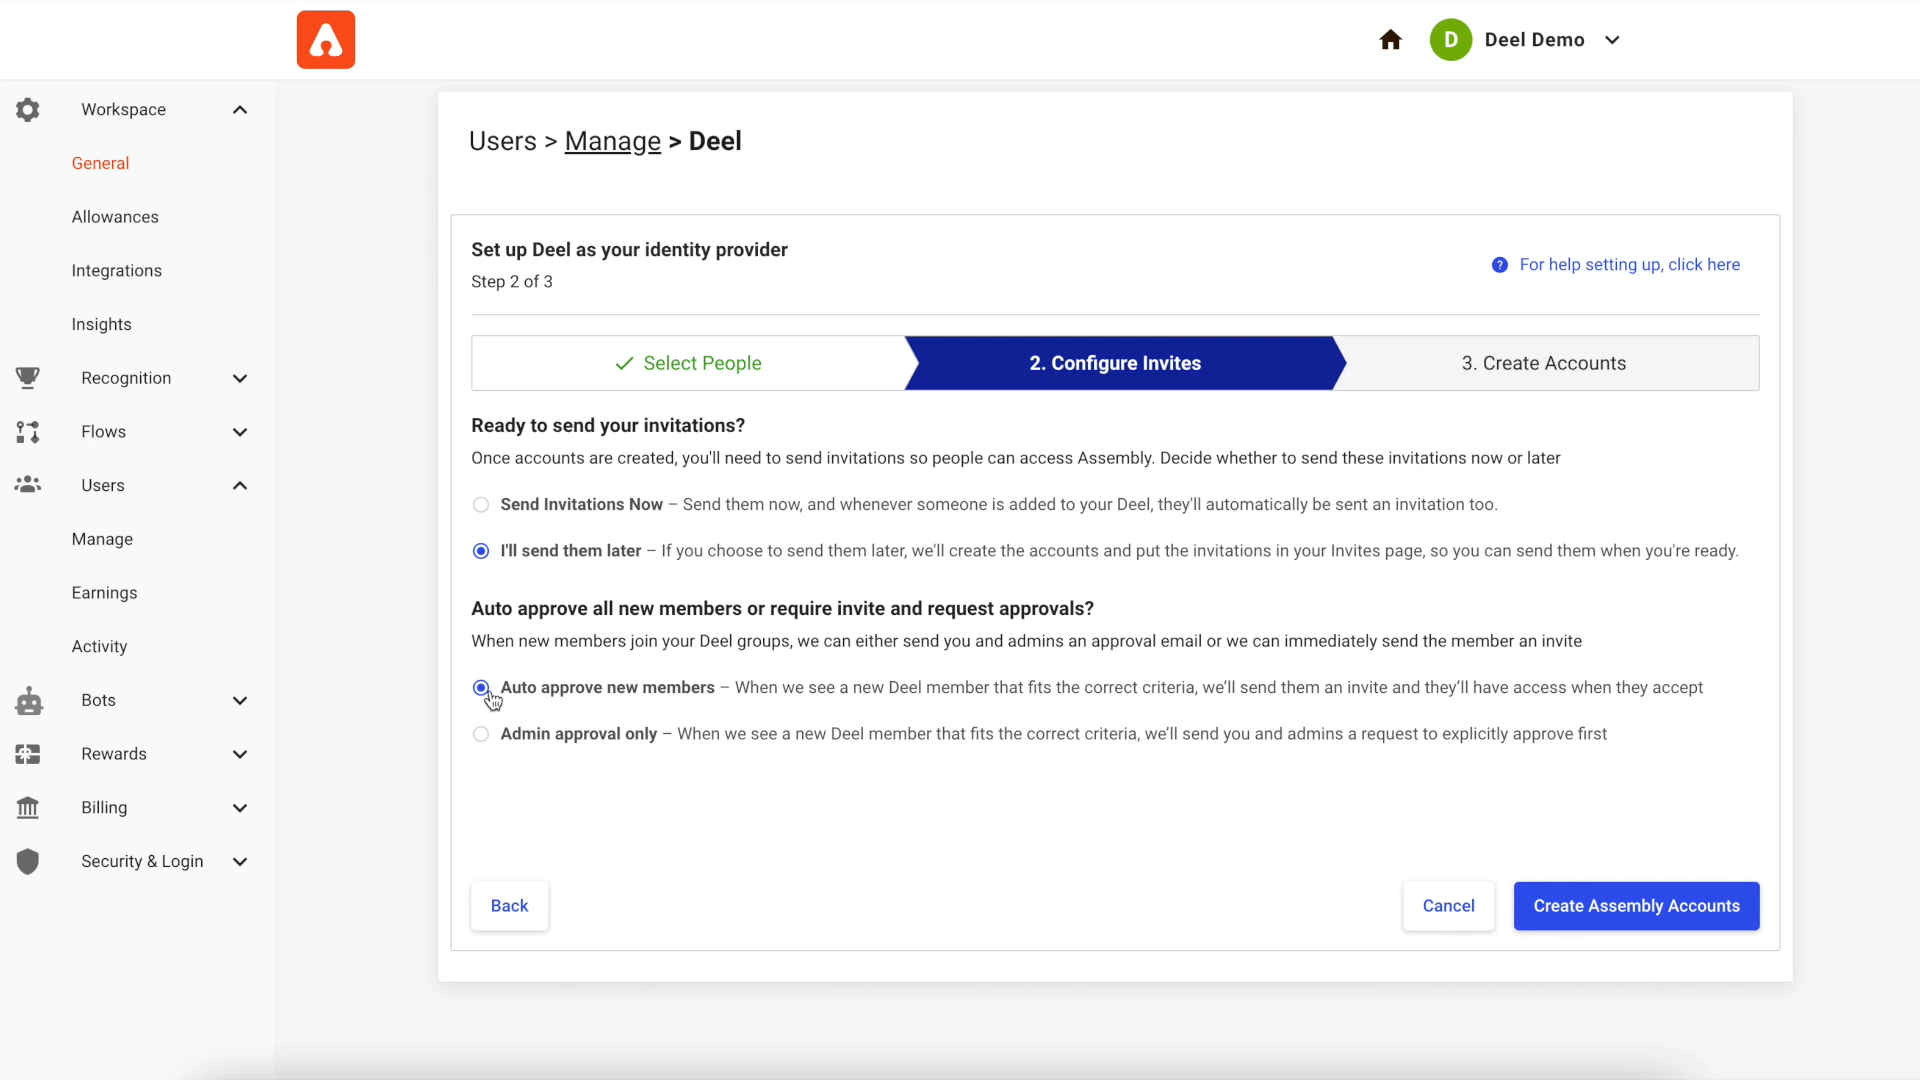 D Deel Demo
Workspace
General
Allowances
Integrations
Insights
Recognition
Flows
Users
Manage
Earnings
Activity
Bots
Rewards
Billing
Security & Login
Users > Manage > Deel
Set up Deel as your identity provider
Step 2 of 3
? For help setting up, click here
Select People
2. Configure Invites
3. Create Accounts
Ready to send your invitations?
Once accounts are created, you'll need to send invitations so people can access Assembly. Decide whether to send these invitations now or later
Send Invitations Now – Send them now, and whenever someone is added to your Deel, they'll automatically be sent an invitation too.
I'll send them later – If you choose to send them later, we'll create the accounts and put the invitations in your Invites page, so you can send them when you're ready.
Auto approve all new members or require invite and request approvals?
When new members join your Deel groups, we can either send you and admins an approval email or we can immediately send the member an invite
Auto approve new members – When we see a new Deel member that fits the correct criteria, we’ll send them an invite and they’ll have access when they accept
Admin approval only – When we see a new Deel member that fits the correct criteria, we’ll send you and admins a request to explicitly approve first
Back
Cancel
Create Assembly Accounts